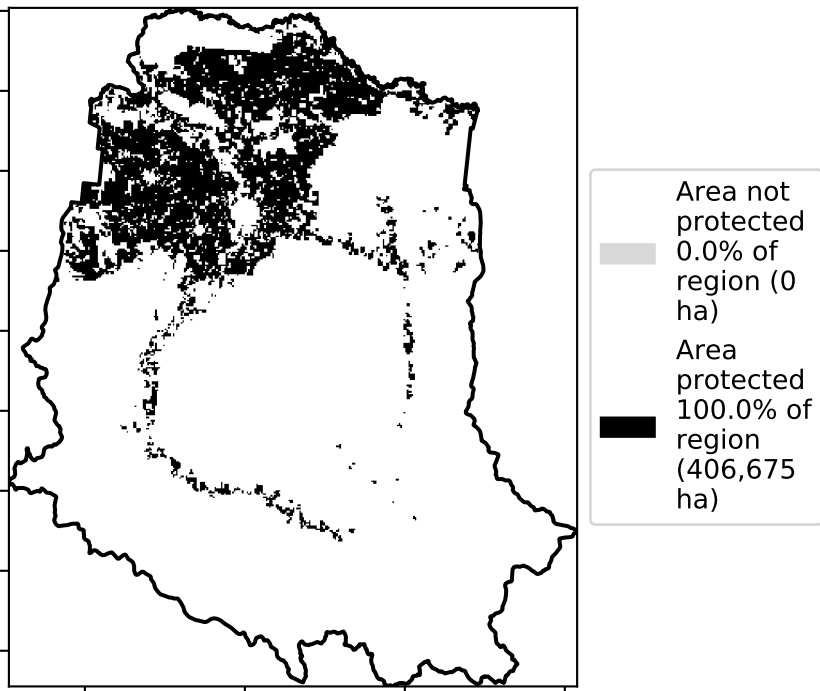 Area not
protected
0.0% of
region (0
ha)
Area
protected
100.0% of
region
(406,675
ha)